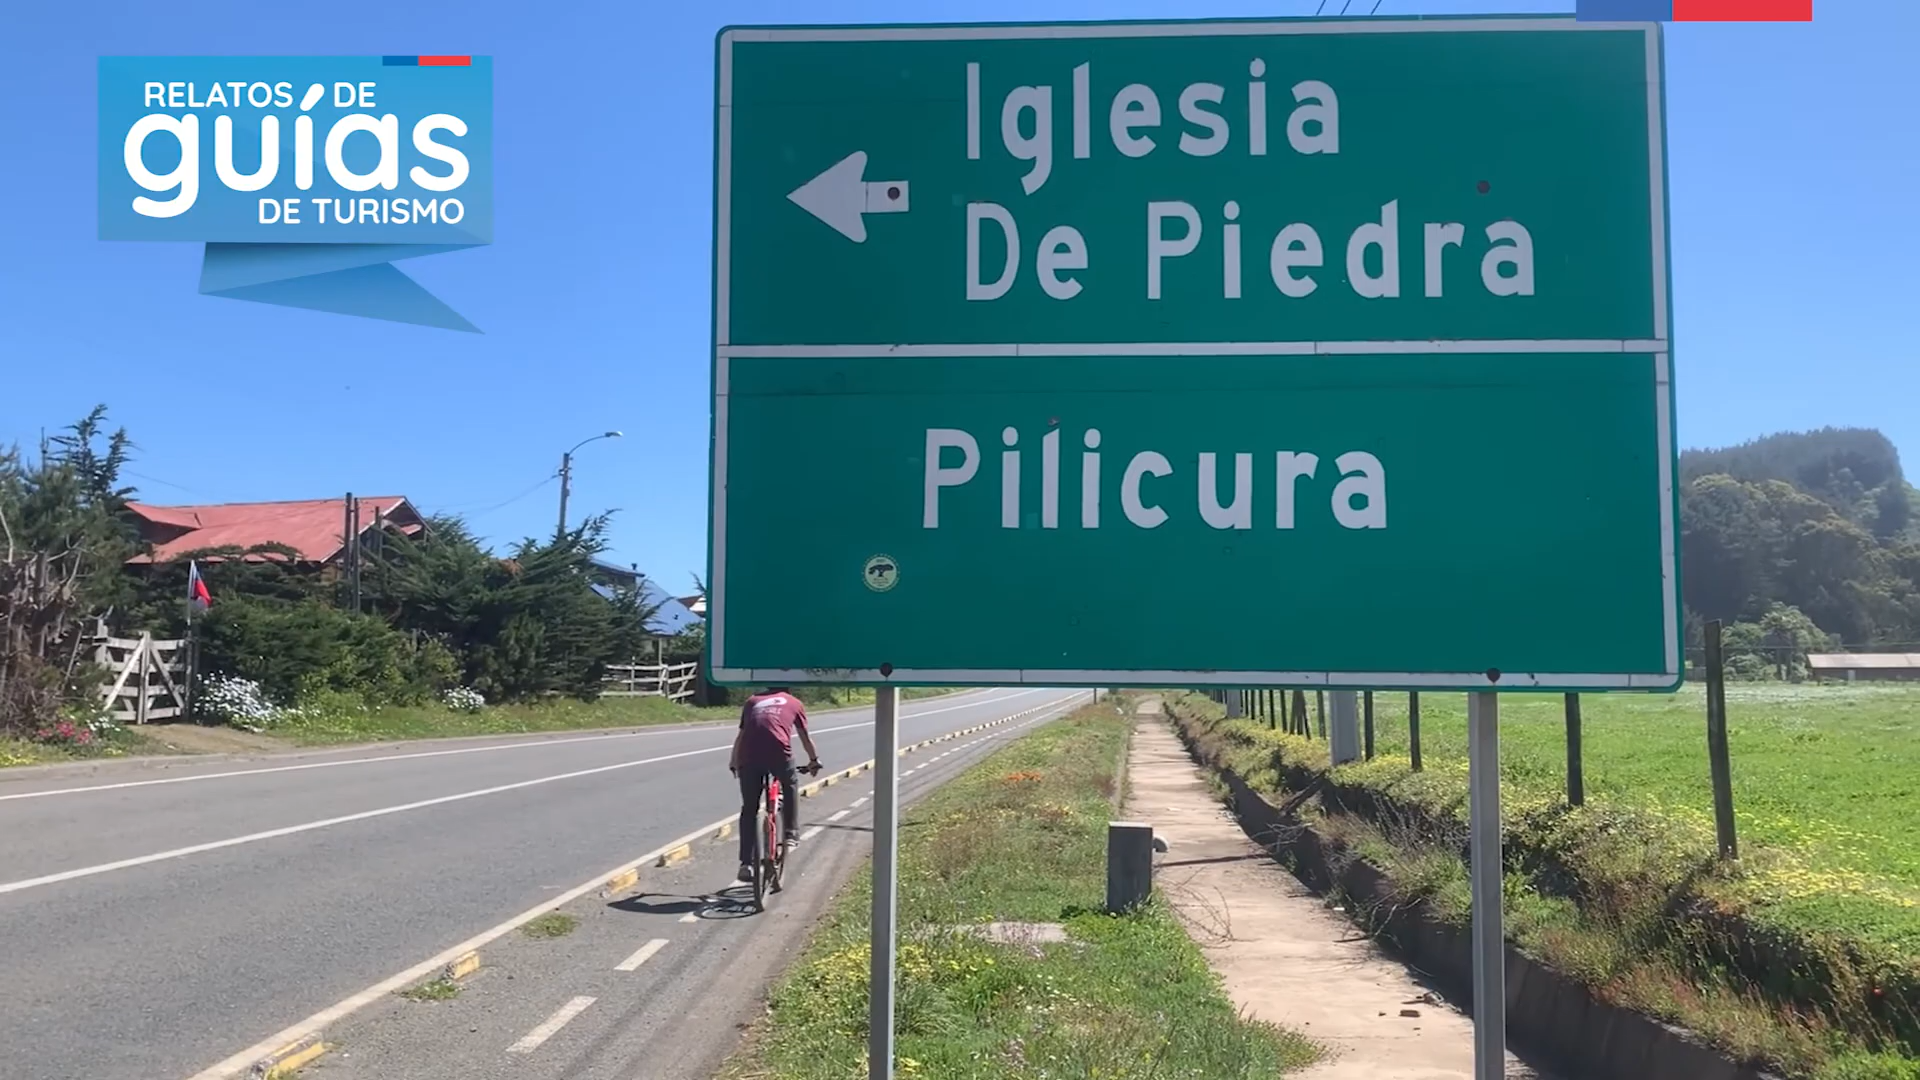 RELATOS DE
guías
DE TURISMO
Iglesia
De Piedra
Pilicura